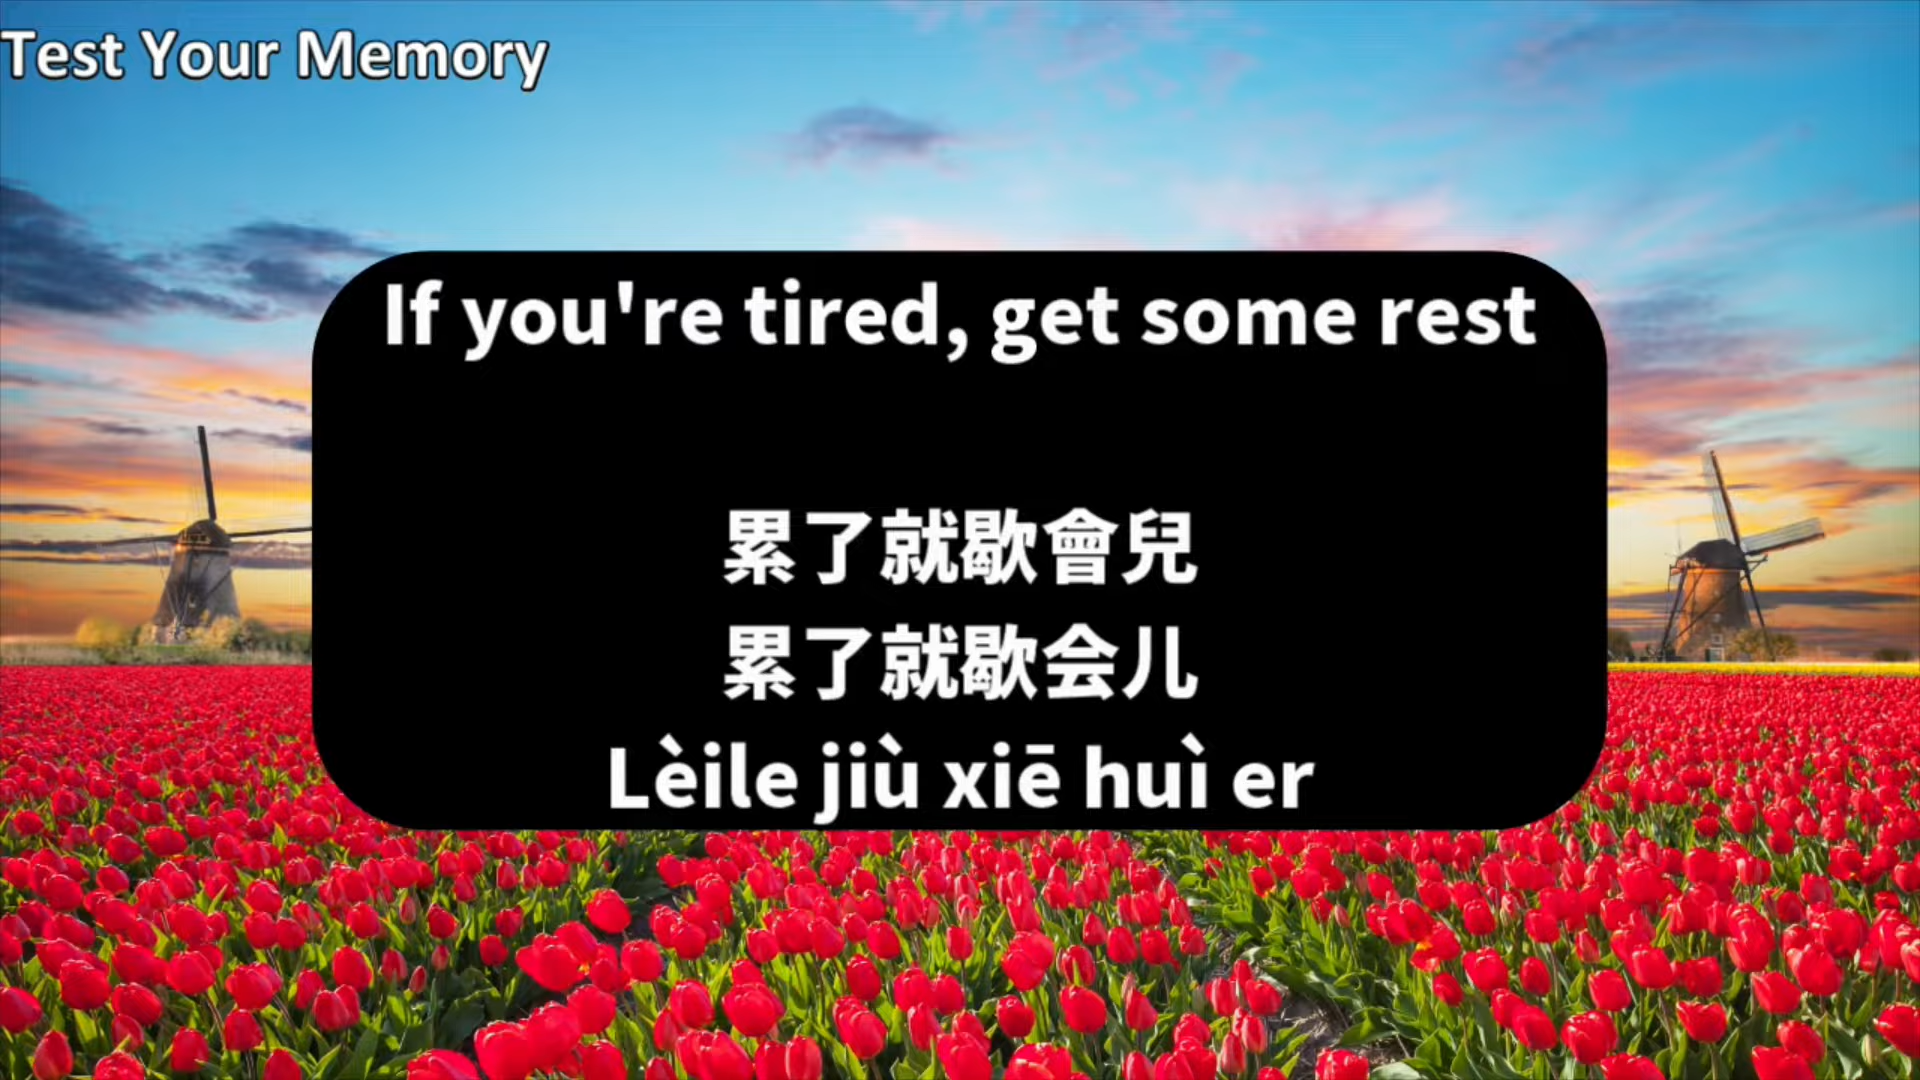 Test Your Memory
If you're tired, get some rest
累了就歇會兒
累了就歇会儿
Lèile jiù xiē huì er